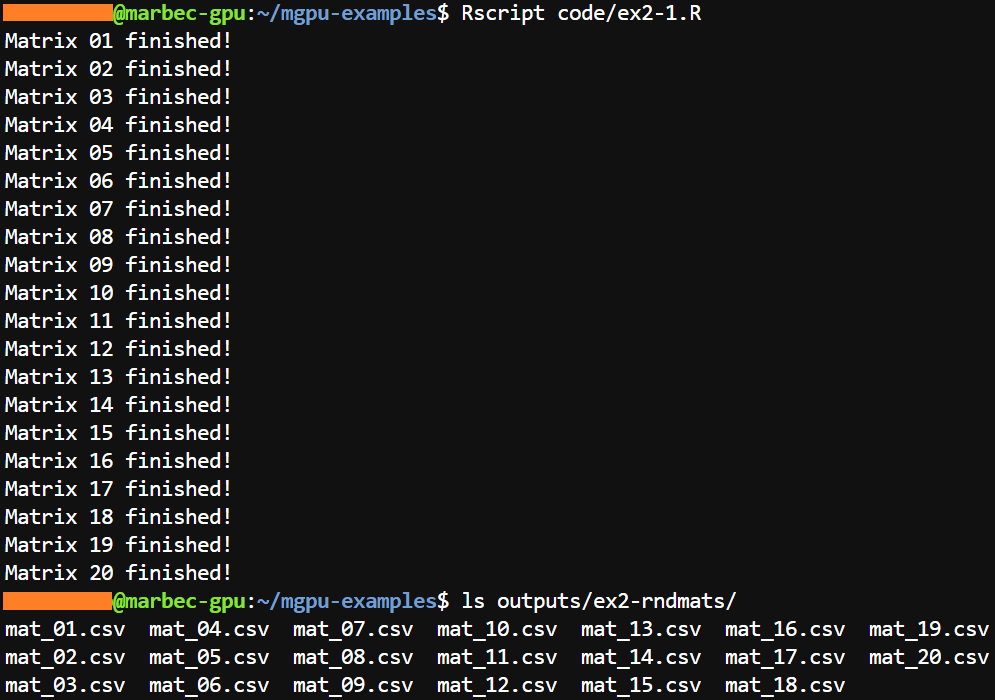 @marbec-gpu:~/mgpu-examples$ Rscript code/ex2-1.R
Matrix 01 finished!
Matrix 02 finished!
Matrix 03 finished!
Matrix 04 finished!
Matrix 05 finished!
Matrix 06 finished!
Matrix 07 finished!
Matrix 08 finished!
Matrix 09 finished!
Matrix 10 finished!
Matrix 11 finished!
Matrix 12 finished!
Matrix 13 finished!
Matrix 14 finished!
Matrix 15 finished!
Matrix 16 finished!
Matrix 17 finished!
Matrix 18 finished!
Matrix 19 finished!
Matrix 20 finished!
@marbec-gpu:~/mgpu-examples$ ls outputs/ex2-rndmats/
mat_01.csv  mat_04.csv  mat_07.csv  mat_10.csv  mat_13.csv  mat_16.csv  mat_19.csv
mat_02.csv  mat_05.csv  mat_08.csv  mat_11.csv  mat_14.csv  mat_17.csv  mat_20.csv
mat_03.csv  mat_06.csv  mat_09.csv  mat_12.csv  mat_15.csv  mat_18.csv